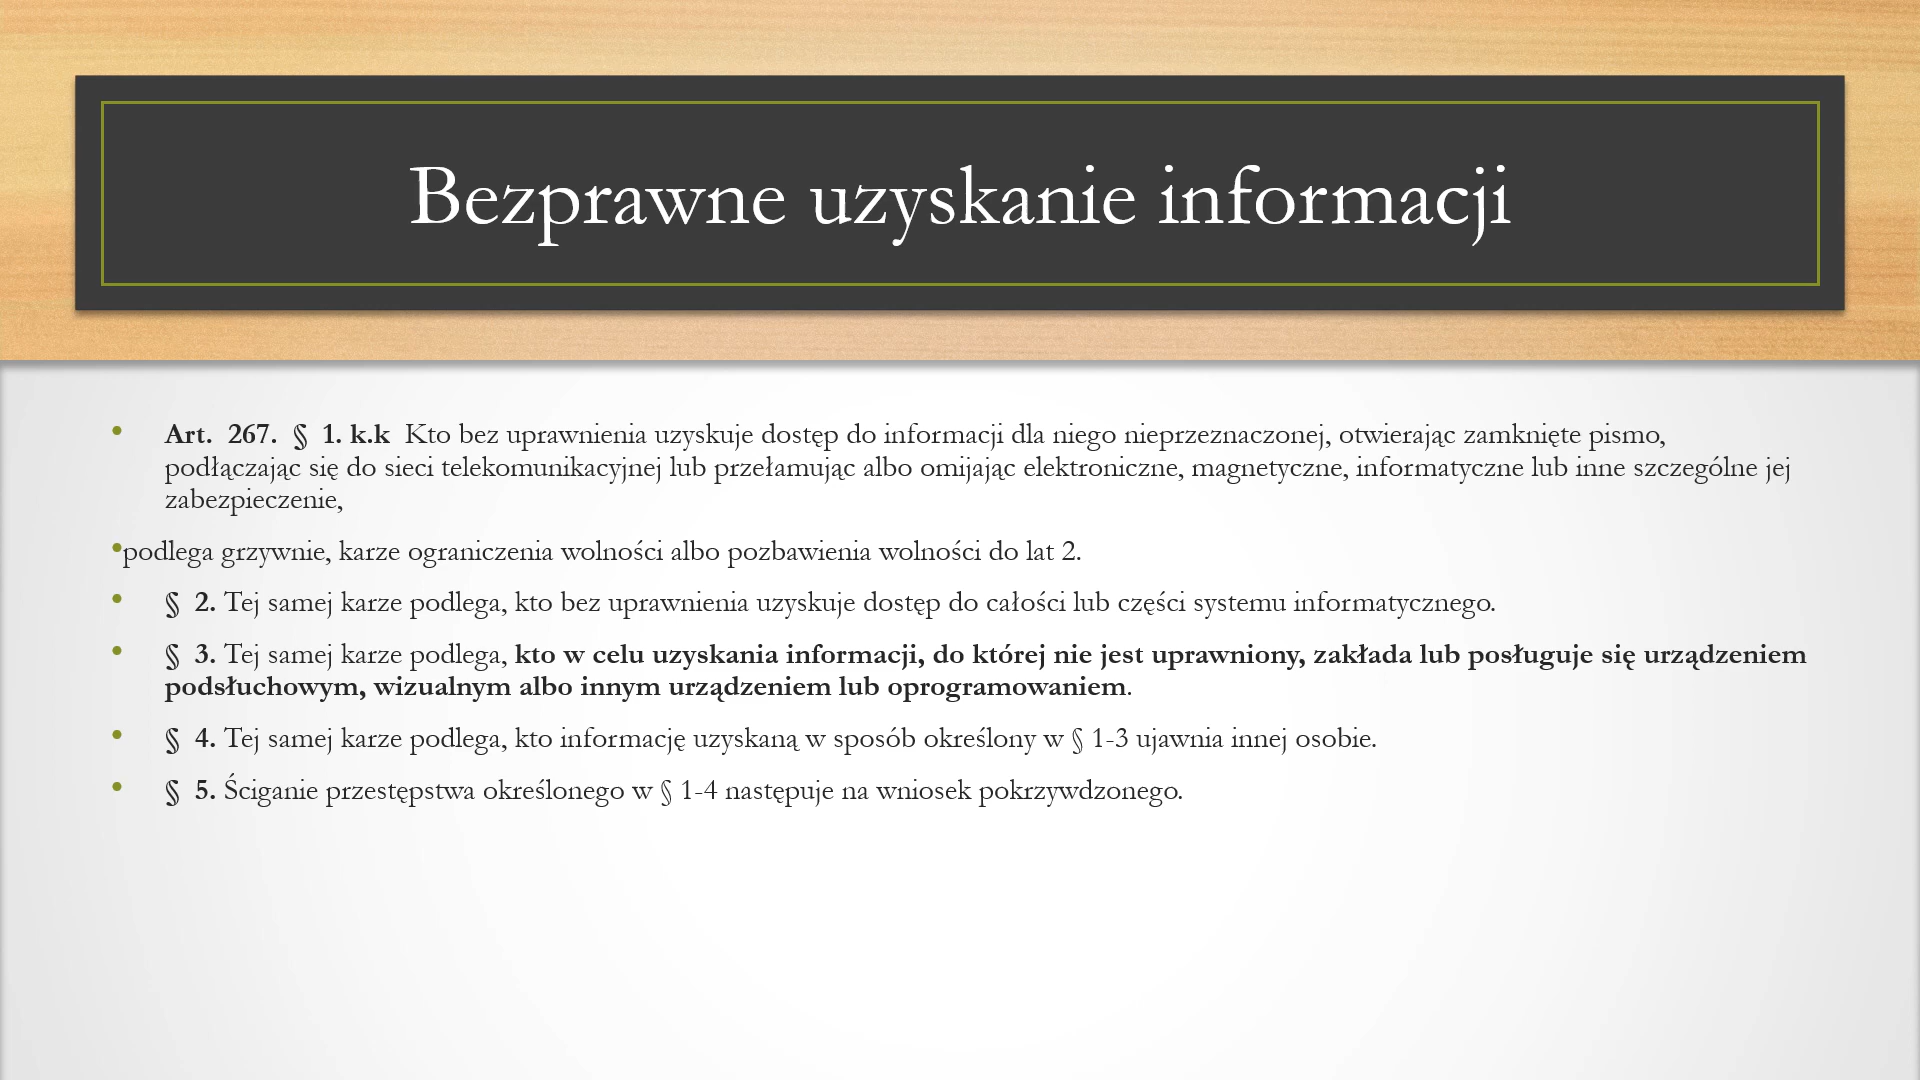 Bezprawne uzyskanie informacji
• Art. 267. § 1. k.k Kto bez uprawnienia uzyskuje dostęp do informacji dla niego nieprzeznaczonej, otwierając zamknięte pismo,
podłączając się do sieci telekomunikacyjnej lub przełamując albo omijając elektroniczne, magnetyczne, informatyczne lub inne szczególne jej
zabezpieczenie,
•podlega grzywnie, karze ograniczenia wolności albo pozbawienia wolności do lat 2.
• § 2. Tej samej karze podlega, kto bez uprawnienia uzyskuje dostęp do całości lub części systemu informatycznego.
• § 3. Tej samej karze podlega, kto w celu uzyskania informacji, do której nie jest uprawniony, zakłada lub posługuje się urządzeniem
podsłuchowym, wizualnym albo innym urządzeniem lub oprogramowaniem.
• § 4. Tej samej karze podlega, kto informację uzyskaną w sposób określony w § 1-3 ujawnia innej osobie.
• § 5. Ściganie przestępstwa określonego w § 1-4 następuje na wniosek pokrzywdzonego.